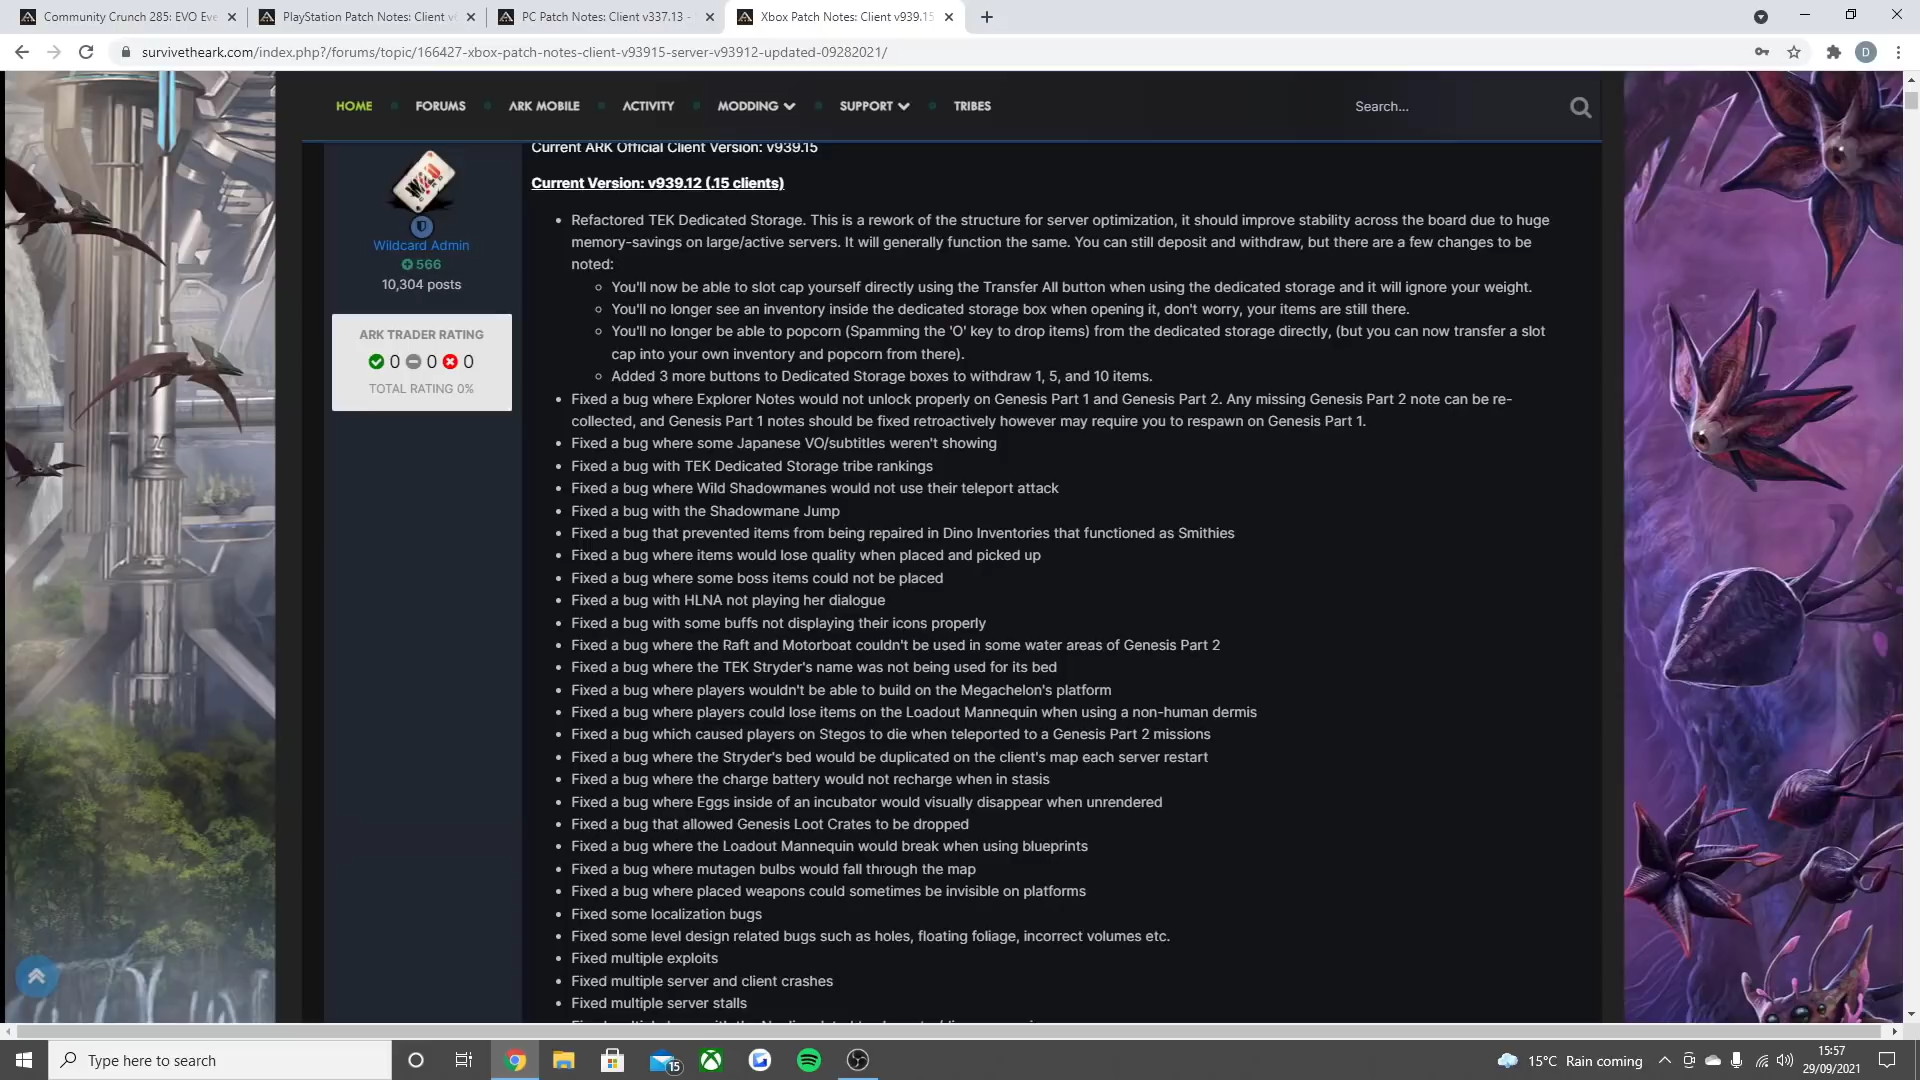 Community Crunch 285: EVO Eve
PlayStation Patch Notes: Client v
PC Patch Notes: Client v337.13 -
Xbox Patch Notes: Client v939.15
survivetheark.com/index.php?/forums/topic/166427-xbox-patch-notes-client-v93915-server-v93912-updated-09282021/
D
HOME FORUMS ARK MOBILE ACTIVITY MODDING SUPPORT TRIBES Search...
Current ARK Official Client Version: v939.15
Current Version: v939.12 (.15 clients)
WILD
Wildcard Admin
566
10,304 posts
ARK TRADER RATING
0 0 0
TOTAL RATING 0%
• Refactored TEK Dedicated Storage. This is a rework of the structure for server optimization, it should improve stability across the board due to huge
memory-savings on large/active servers. It will generally function the same. You can still deposit and withdraw, but there are a few changes to be
noted:
◦ You'll now be able to slot cap yourself directly using the Transfer All button when using the dedicated storage and it will ignore your weight.
◦ You'll no longer see an inventory inside the dedicated storage box when opening it, don't worry, your items are still there.
◦ You'll no longer be able to popcorn (Spamming the 'O' key to drop items) from the dedicated storage directly, (but you can now transfer a slot
cap into your own inventory and popcorn from there).
◦ Added 3 more buttons to Dedicated Storage boxes to withdraw 1, 5, and 10 items.
• Fixed a bug where Explorer Notes would not unlock properly on Genesis Part 1 and Genesis Part 2. Any missing Genesis Part 2 note can be re-
collected, and Genesis Part 1 notes should be fixed retroactively however may require you to respawn on Genesis Part 1.
• Fixed a bug where some Japanese VO/subtitles weren't showing
• Fixed a bug with TEK Dedicated Storage tribe rankings
• Fixed a bug where Wild Shadowmanes would not use their teleport attack
• Fixed a bug with the Shadowmane Jump
• Fixed a bug that prevented items from being repaired in Dino Inventories that functioned as Smithies
• Fixed a bug where items would lose quality when placed and picked up
• Fixed a bug where some boss items could not be placed
• Fixed a bug with HLNA not playing her dialogue
• Fixed a bug with some buffs not displaying their icons properly
• Fixed a bug where the Raft and Motorboat couldn't be used in some water areas of Genesis Part 2
• Fixed a bug where the TEK Stryder's name was not being used for its bed
• Fixed a bug where players wouldn't be able to build on the Megachelon's platform
• Fixed a bug where players could lose items on the Loadout Mannequin when using a non-human dermis
• Fixed a bug which caused players on Stegos to die when teleported to a Genesis Part 2 missions
• Fixed a bug where the Stryder's bed would be duplicated on the client's map each server restart
• Fixed a bug where the charge battery would not recharge when in stasis
• Fixed a bug where Eggs inside of an incubator would visually disappear when unrendered
• Fixed a bug that allowed Genesis Loot Crates to be dropped
• Fixed a bug where the Loadout Mannequin would break when using blueprints
• Fixed a bug where mutagen bulbs would fall through the map
• Fixed a bug where placed weapons could sometimes be invisible on platforms
• Fixed some localization bugs
• Fixed some level design related bugs such as holes, floating foliage, incorrect volumes etc.
• Fixed multiple exploits
• Fixed multiple server and client crashes
• Fixed multiple server stalls
Type here to search
15
15°C Rain coming
15:57
29/09/2021